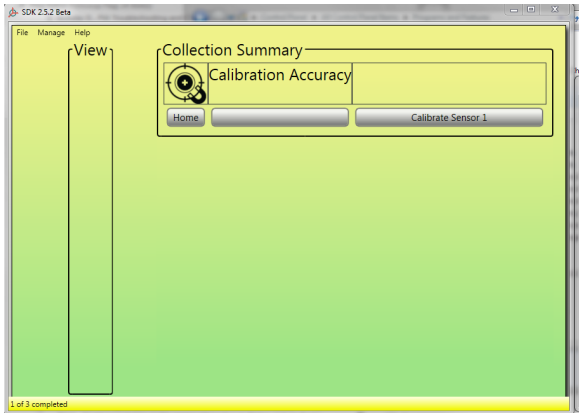 SDK 2.5.2 Beta
File Manage Help
View
Collection Summary
Calibration Accuracy
Home
Calibrate Sensor 1
1 of 3 completed